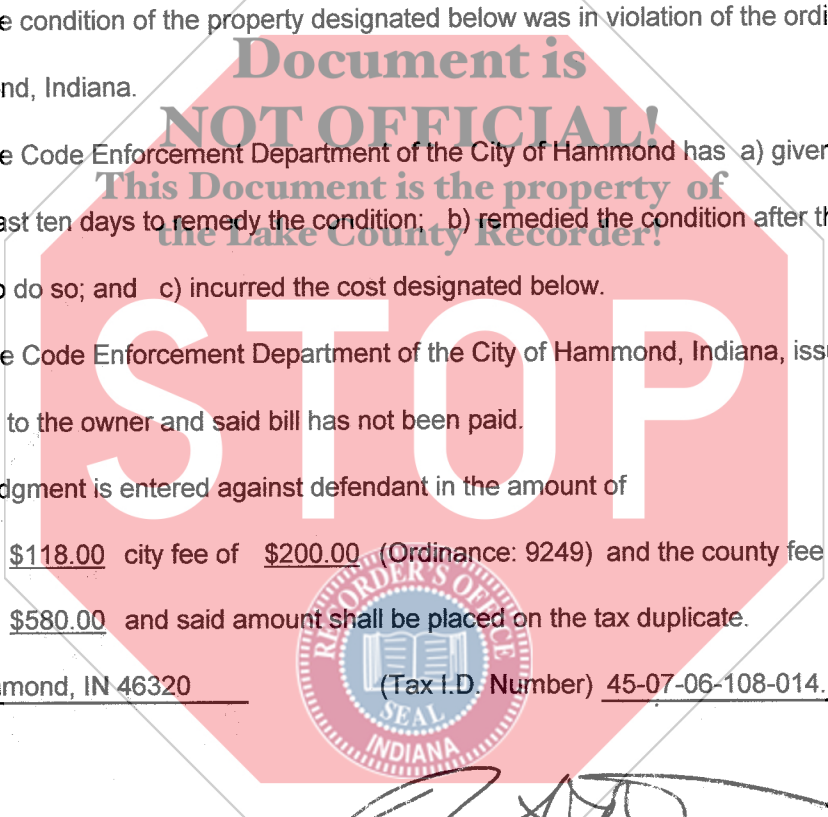 e condition of the property designated below was in violation of the ordi
Document is
nd, Indiana.
NOT OFFICIAL!
e Code Enforcement Department of the City of Hammond has a) given
This Document is the property of
ast ten days to remedy the condition; b) remedied the condition after th
the Lake County Recorder!
o do so; and c) incurred the cost designated below.
STOP
e Code Enforcement Department of the City of Hammond, Indiana, issu
to the owner and said bill has not been paid.
dgment is entered against defendant in the amount of
$118.00 city fee of $200.00 (Ordinance: 9249) and the county fee
$580.00 and said amount shall be placed on the tax duplicate.
mond, IN 46320 (Tax I.D. Number) 45-07-06-108-014.
RECORDER'S OFFICE
SEAL
INDIANA